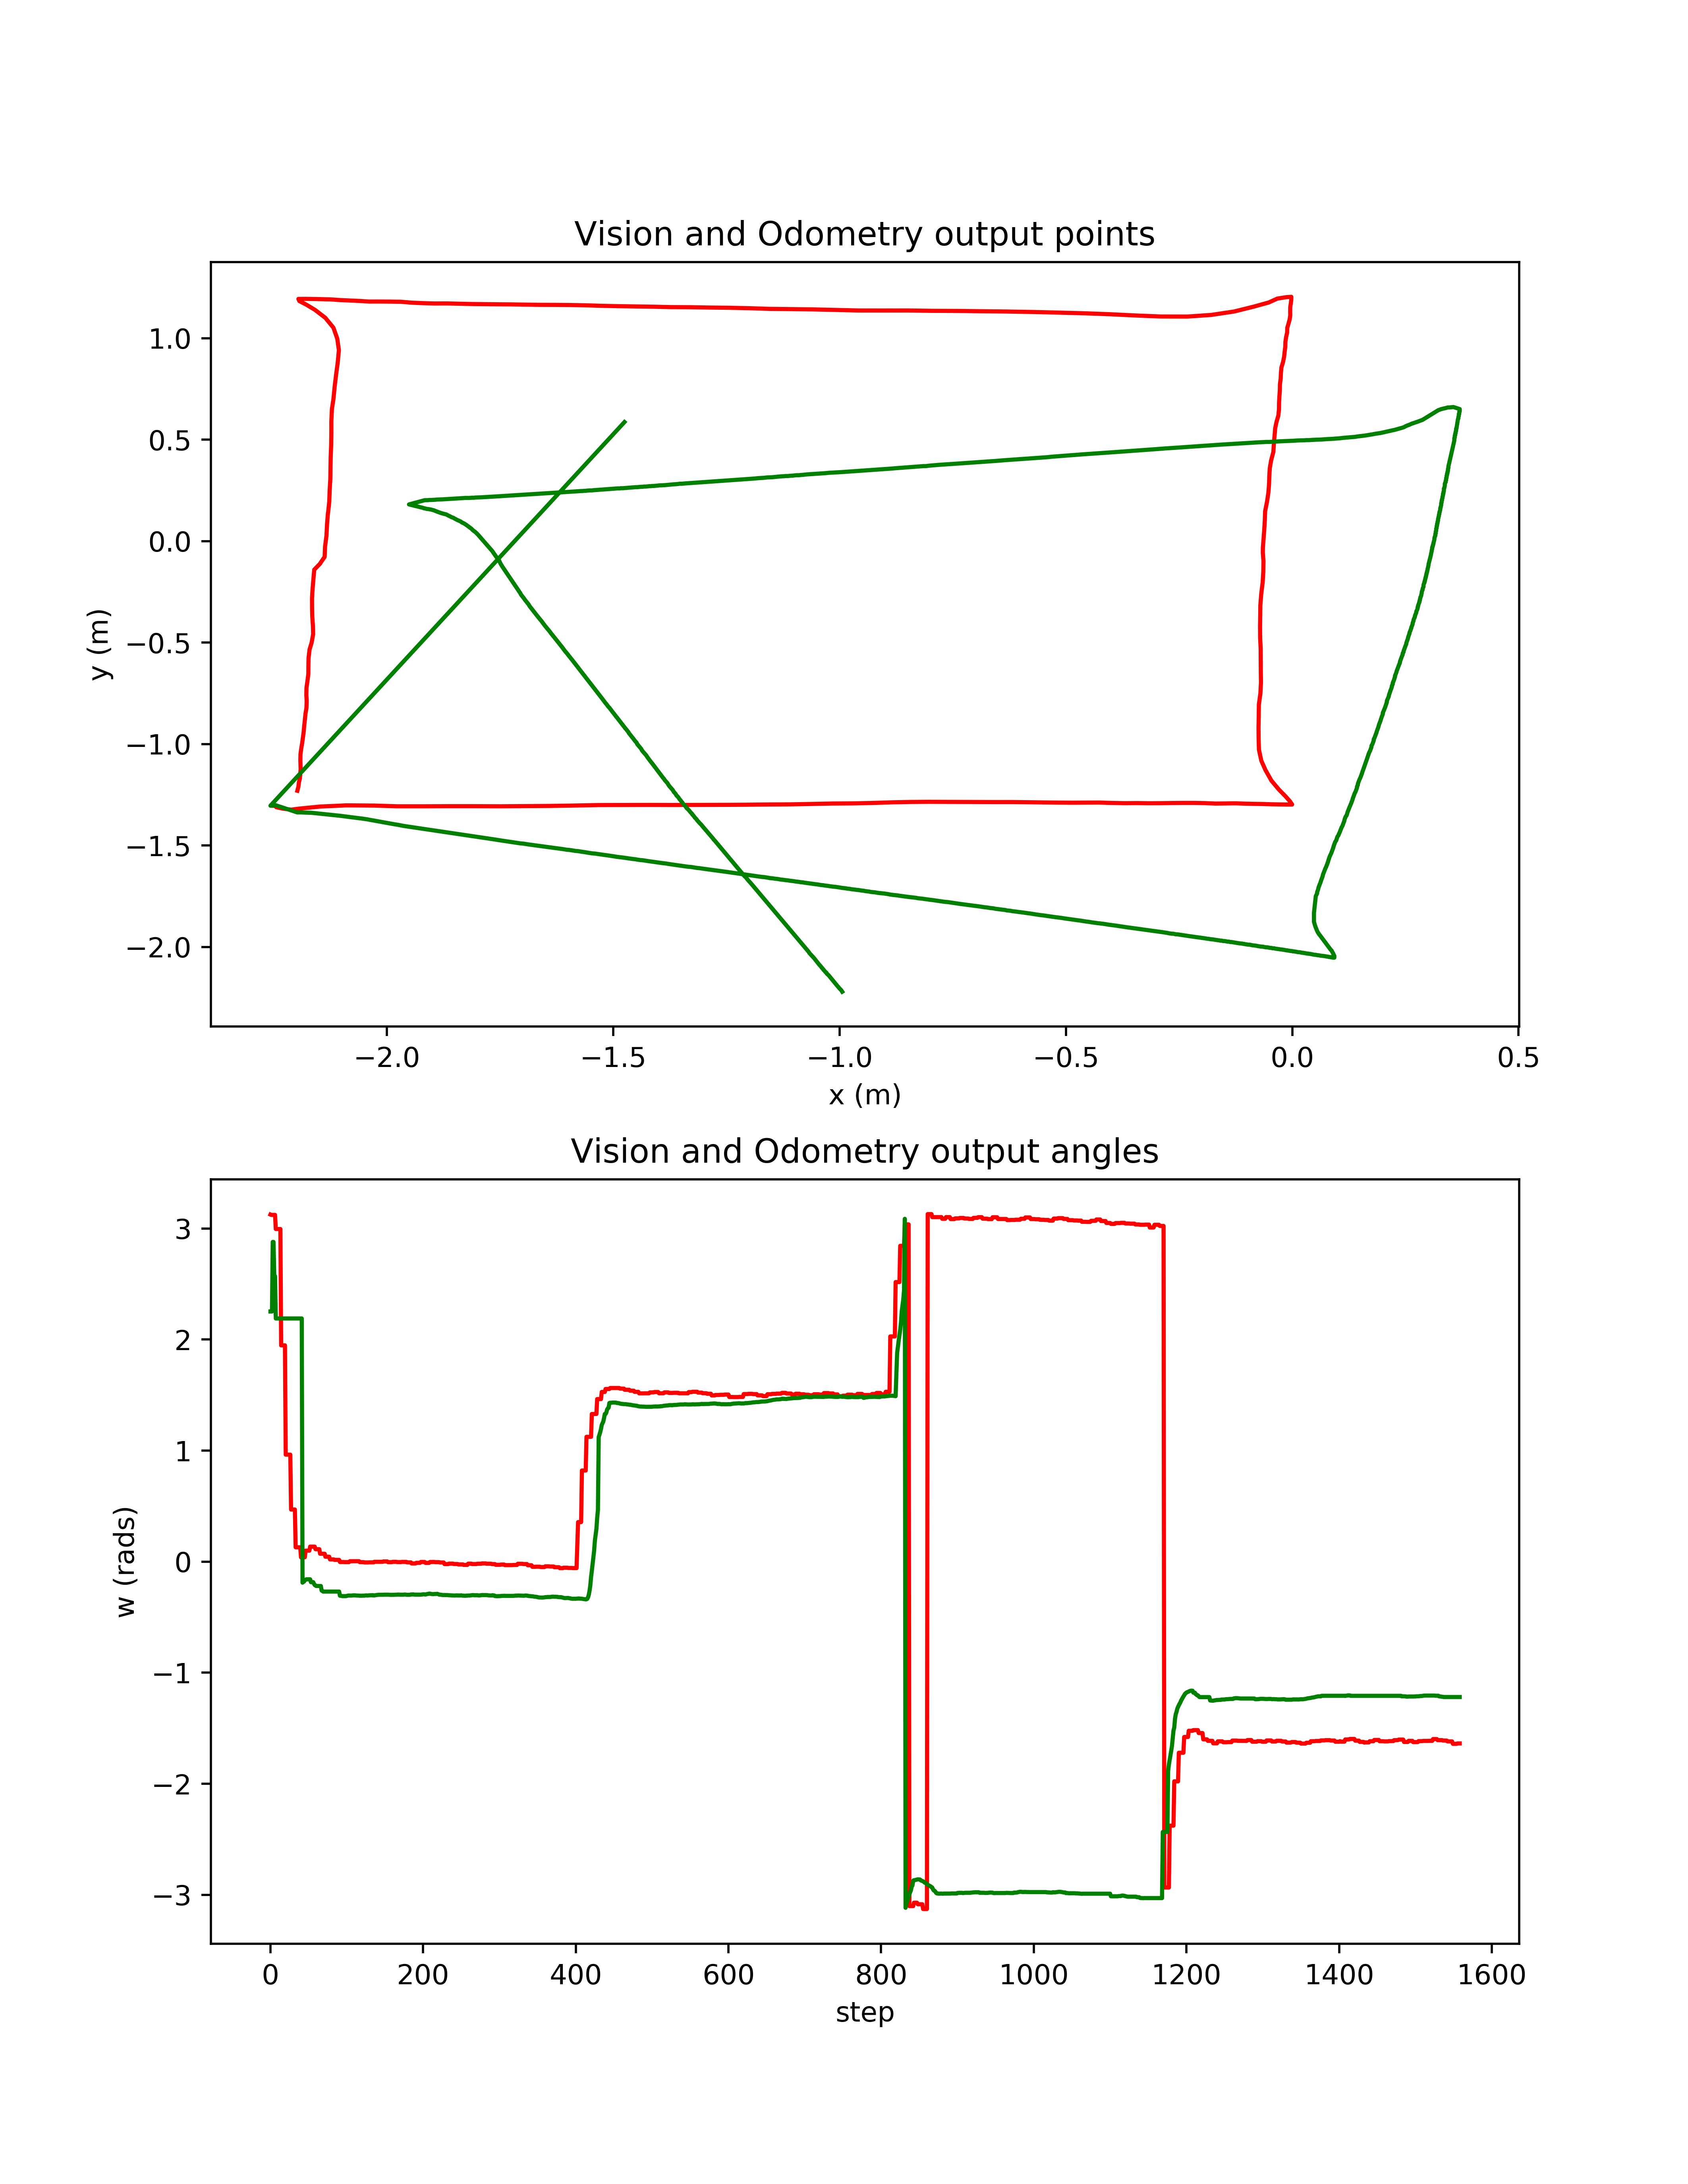 Vision and Odometry output points
1.0
0.5
0.0
−0.5
−1.0
−1.5
−2.0
y (m)
−2.0 −1.5 −1.0 −0.5 0.0 0.5
x (m)
Vision and Odometry output angles
3
2
1
0
−1
−2
−3
w (rads)
0 200 400 600 800 1000 1200 1400 1600
step